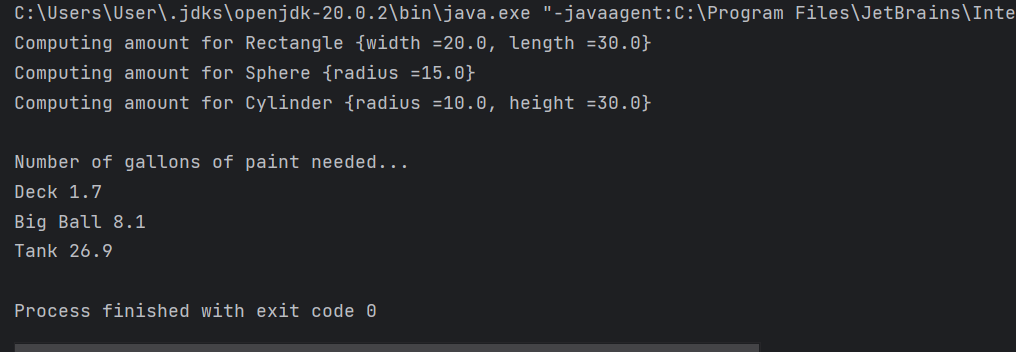 C:\Users\User\.jdks\openjdk-20.0.2\bin\java.exe "-javaagent:C:\Program Files\JetBrains\Inte
Computing amount for Rectangle {width =20.0, length =30.0}
Computing amount for Sphere {radius =15.0}
Computing amount for Cylinder {radius =10.0, height =30.0}
Number of gallons of paint needed...
Deck 1.7
Big Ball 8.1
Tank 26.9
Process finished with exit code 0